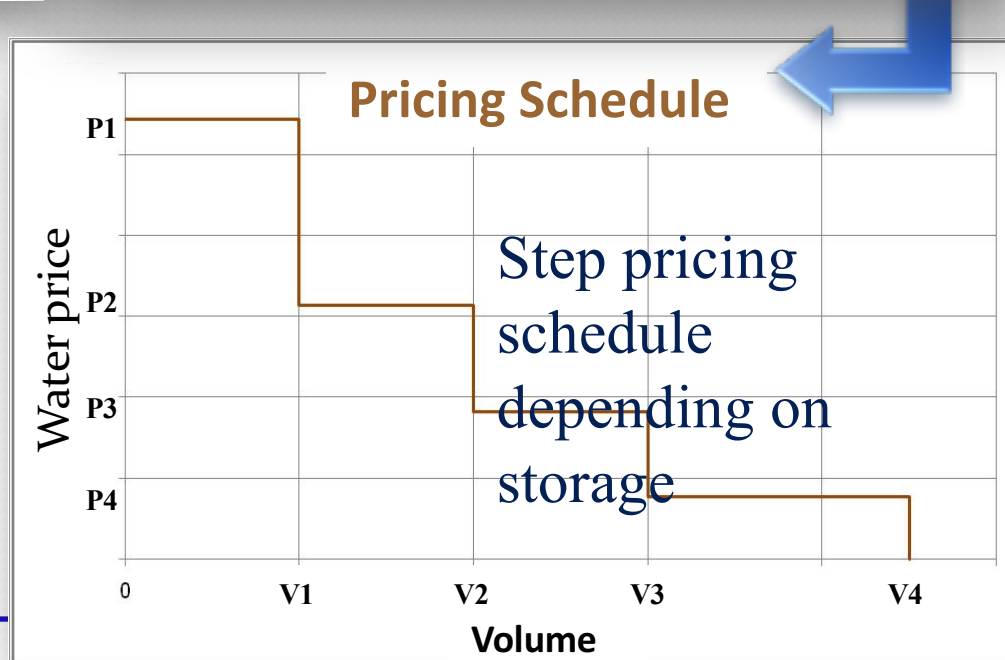 Pricing Schedule
P1
Water price
P2
P3
P4
Step pricing
schedule
depending on
storage
0
V1
V2
V3
V4
Volume